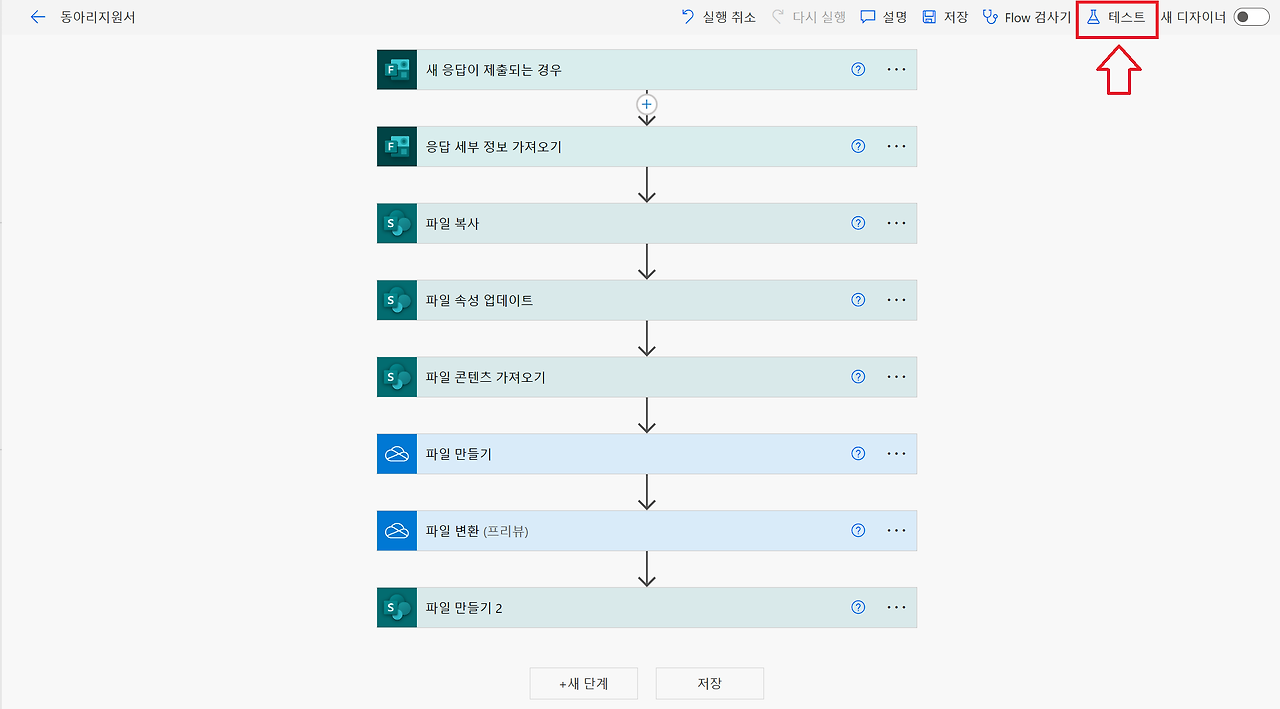 동아리지원서
실행 취소 다시 실행 설명 저장 Flow 검사기 테스트 새 디자이너
F 새 응답이 제출되는 경우 ? ...
+
F 응답 세부 정보 가져오기 ? ...
S 파일 복사 ? ...
S 파일 속성 업데이트 ? ...
S 파일 콘텐츠 가져오기 ? ...
파일 만들기 ? ...
파일 변환 (프리뷰) ? ...
S 파일 만들기 2 ? ...
+새 단계 저장